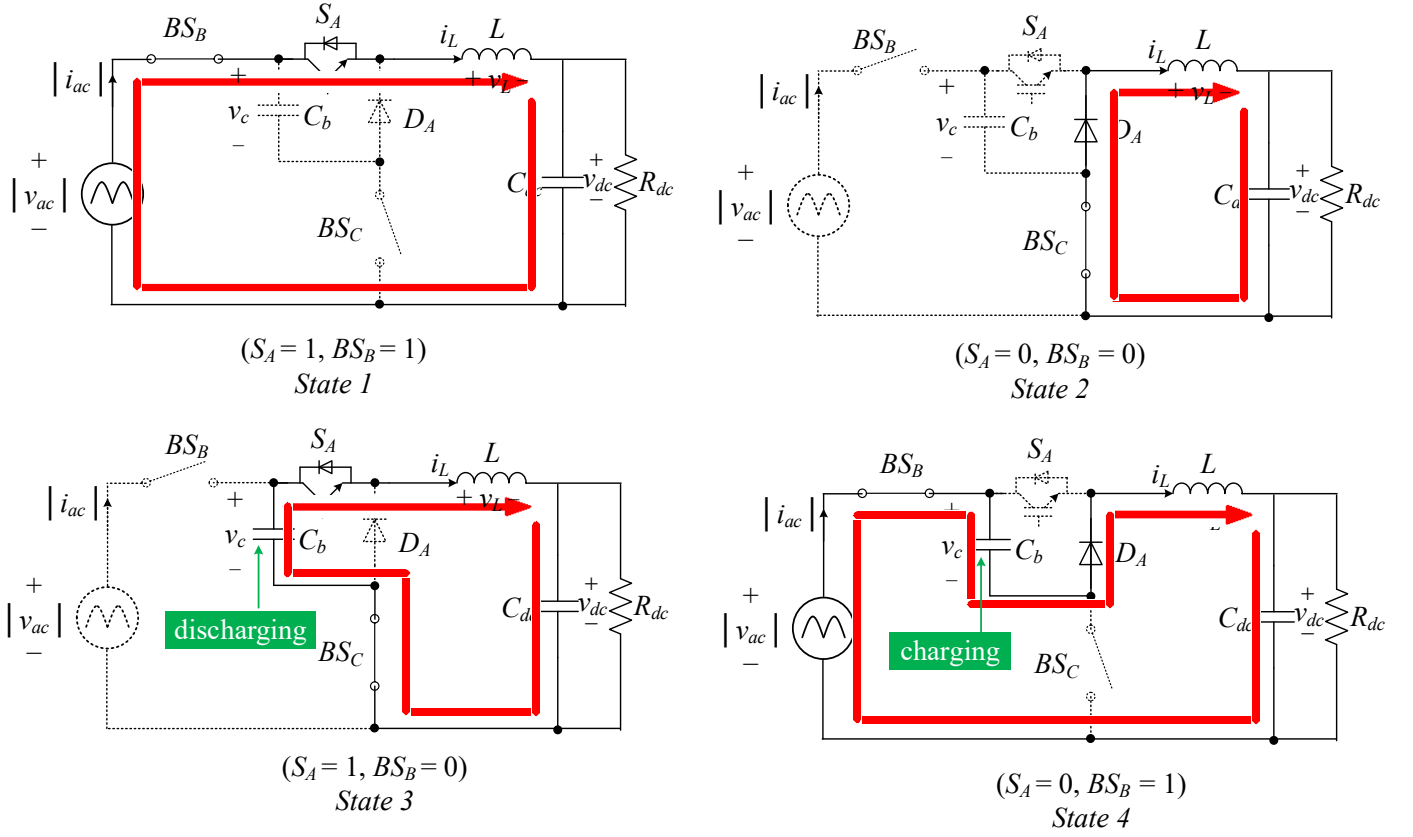 BS_B
S_A
i_L
L
|i_ac|
+
+ v_L −
v_c
C_b
D_A
−
+
|v_ac|
−
BS_C
+
v_dc
−
R_dc
(S_A = 1, BS_B = 1)
State 1
BS_B
S_A
i_L
L
|i_ac|
+
+ v_L −
v_c
C_b
−
+
|v_ac|
−
BS_C
+
v_dc
−
R_dc
(S_A = 0, BS_B = 0)
State 2
BS_B
S_A
i_L
L
|i_ac|
+
+ v_L −
v_c
C_b
D_A
−
+
|v_ac|
−
discharging
BS_C
C_dc
+
v_dc
−
R_dc
(S_A = 1, BS_B = 0)
State 3
BS_B
S_A
i_L
L
|i_ac|
+
v_c
C_b
D_A
−
+
|v_ac|
−
charging
BS_C
C_dc
+
v_dc
−
R_dc
(S_A = 0, BS_B = 1)
State 4